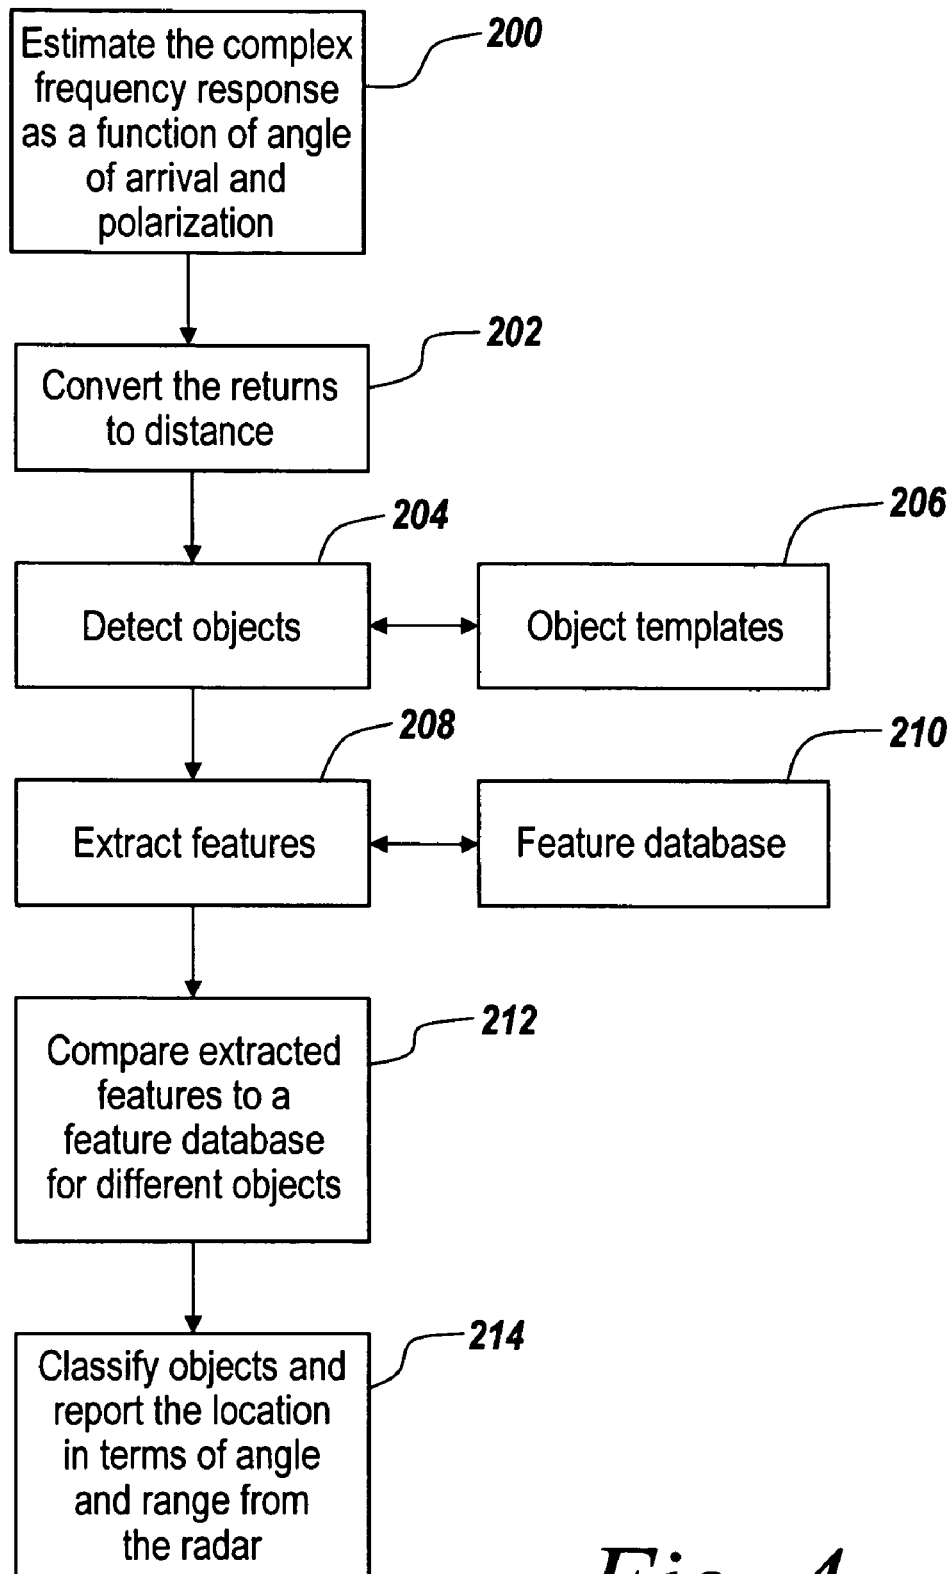 Estimate the complex
frequency response
as a function of angle
of arrival and
polarization
200
Convert the returns
to distance
202
Detect objects
204
Object templates
206
Extract features
208
Feature database
210
Compare extracted
features to a
feature database
for different objects
212
Classify objects and
report the location
in terms of angle
and range from
the radar
214
Fig. 4